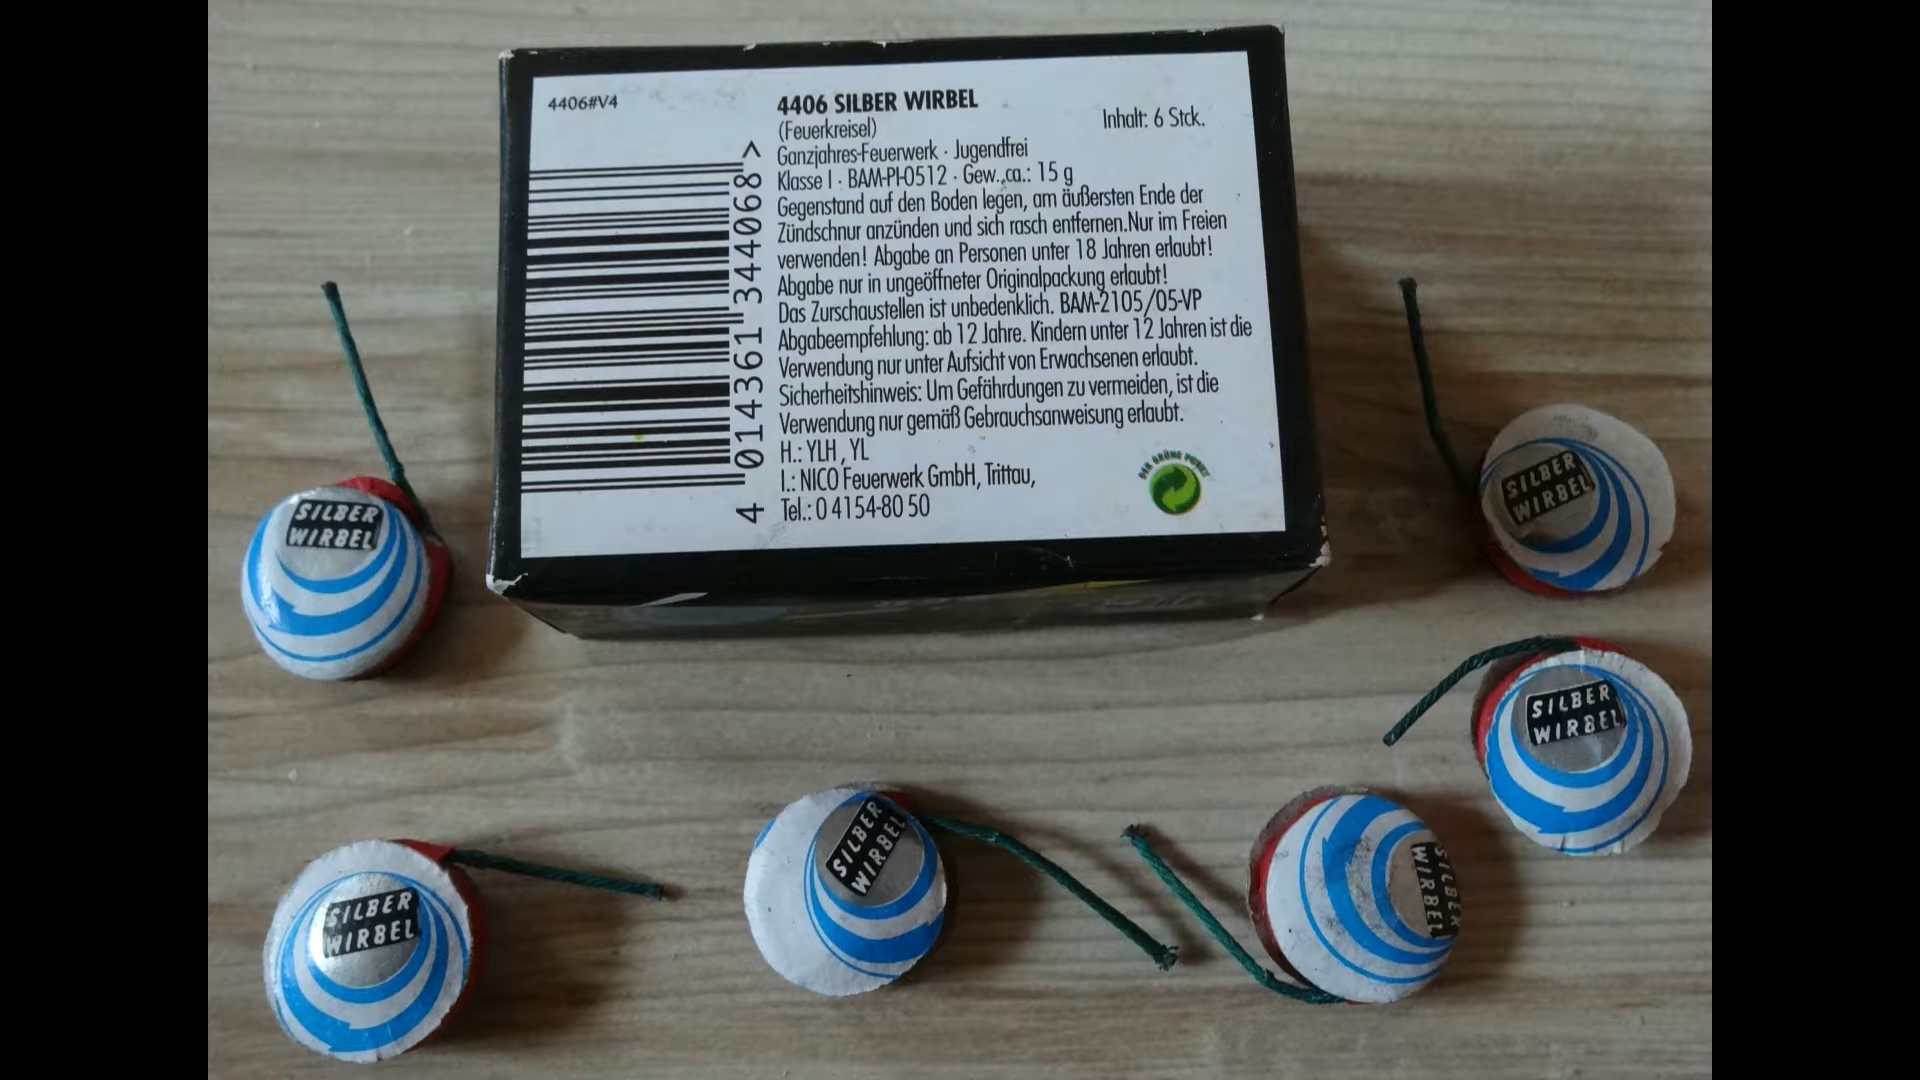 4406#V4
4406 SILBER WIRBEL
(Feuerkreisel)
Inhalt: 6 Stck.
Ganzjahres-Feuerwerk · Jugendfrei
Klasse I · BAM-PI-0512 · Gew. ca.: 15 g
Gegenstand auf den Boden legen, am äußersten Ende der
Zündschnur anzünden und sich rasch entfernen.Nur im Freien
verwenden! Abgabe an Personen unter 18 Jahren erlaubt!
Abgabe nur in ungeöffneter Originalpackung erlaubt!
Das Zurschaustellen ist unbedenklich. BAM-2105/05-VP
Abgabeempfehlung: ab 12 Jahre. Kindern unter 12 Jahren ist die
Verwendung nur unter Aufsicht von Erwachsenen erlaubt.
Sicherheitshinweis: Um Gefährdungen zu vermeiden, ist die
Verwendung nur gemäß Gebrauchsanweisung erlaubt.
H.: YLH , YL
I.: NICO Feuerwerk GmbH, Trittau,
Tel.: 0 4154-80 50
4 014361 344068 >
DER GRÜNE PUNKT
SILBER
WIRBEL
SILBER
WIRBEL
SILBER
WIRBEL
SILBER
WIRBEL
SILBER
WIRBEL
SILBER
WIRBEL